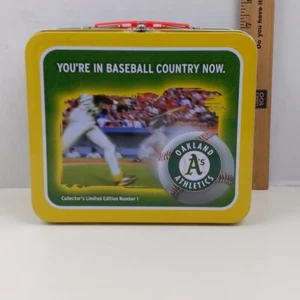 YOU'RE IN BASEBALL COUNTRY NOW.
OAKLAND
A's
ATHLETICS
Collector's Limited Edition Number 1